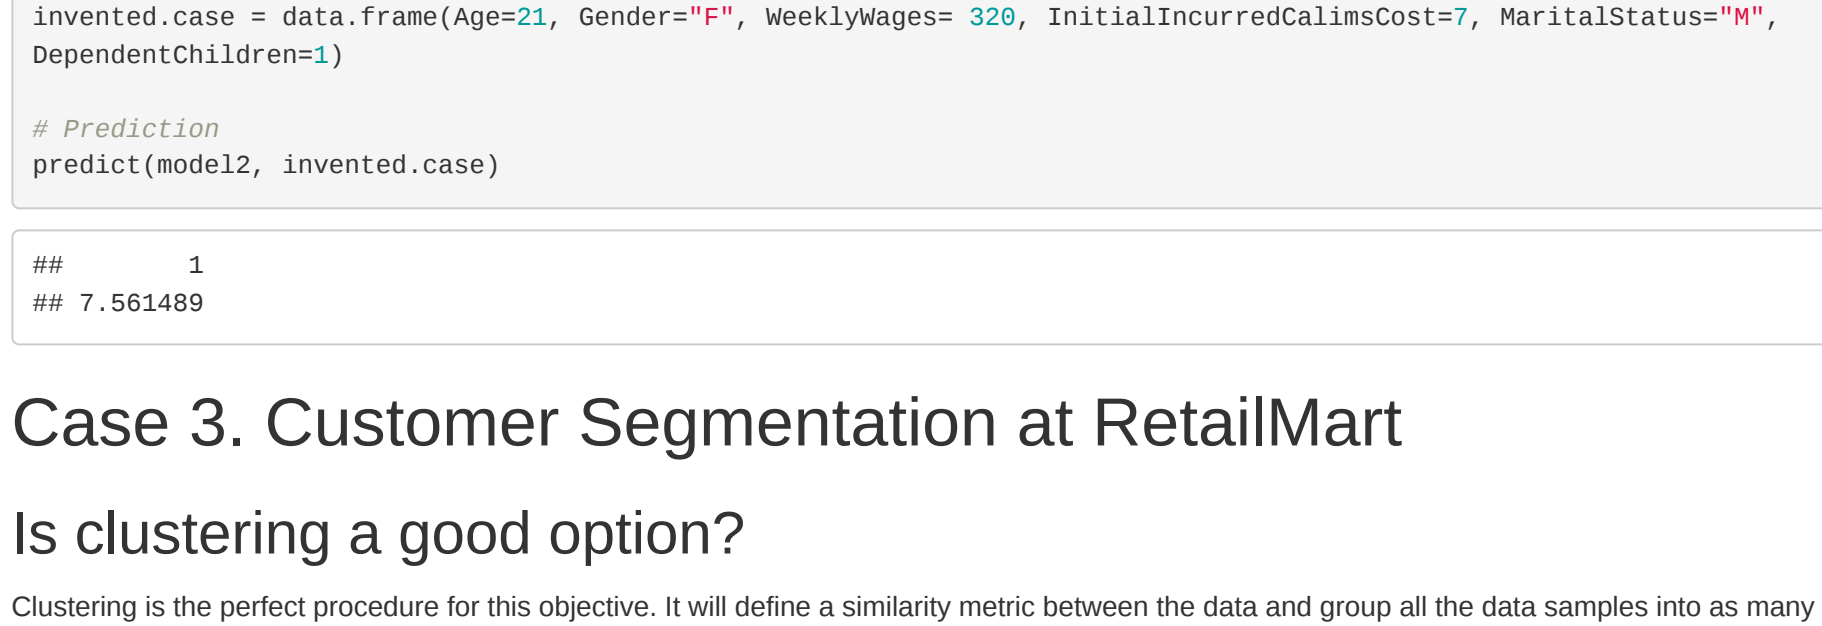 invented.case = data.frame(Age=21, Gender="F", WeeklyWages= 320, InitialIncurredCalimsCost=7, MaritalStatus="M",
DependentChildren=1)
# Prediction
predict(model2, invented.case)
##        1
## 7.561489
Case 3. Customer Segmentation at RetailMart
Is clustering a good option?
Clustering is the perfect procedure for this objective. It will define a similarity metric between the data and group all the data samples into as many